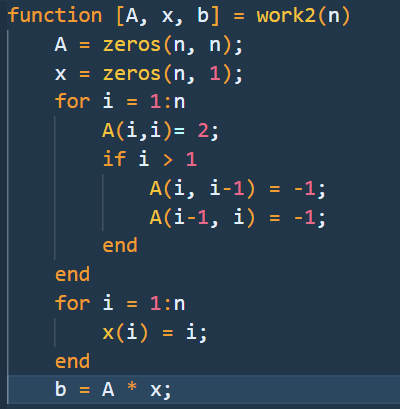 function [A, x, b] = work2(n)
    A = zeros(n, n);
    x = zeros(n, 1);
    for i = 1:n
        A(i,i)= 2;
        if i > 1
            A(i, i-1) = -1;
            A(i-1, i) = -1;
        end
    end
    for i = 1:n
        x(i) = i;
    end
    b = A * x;